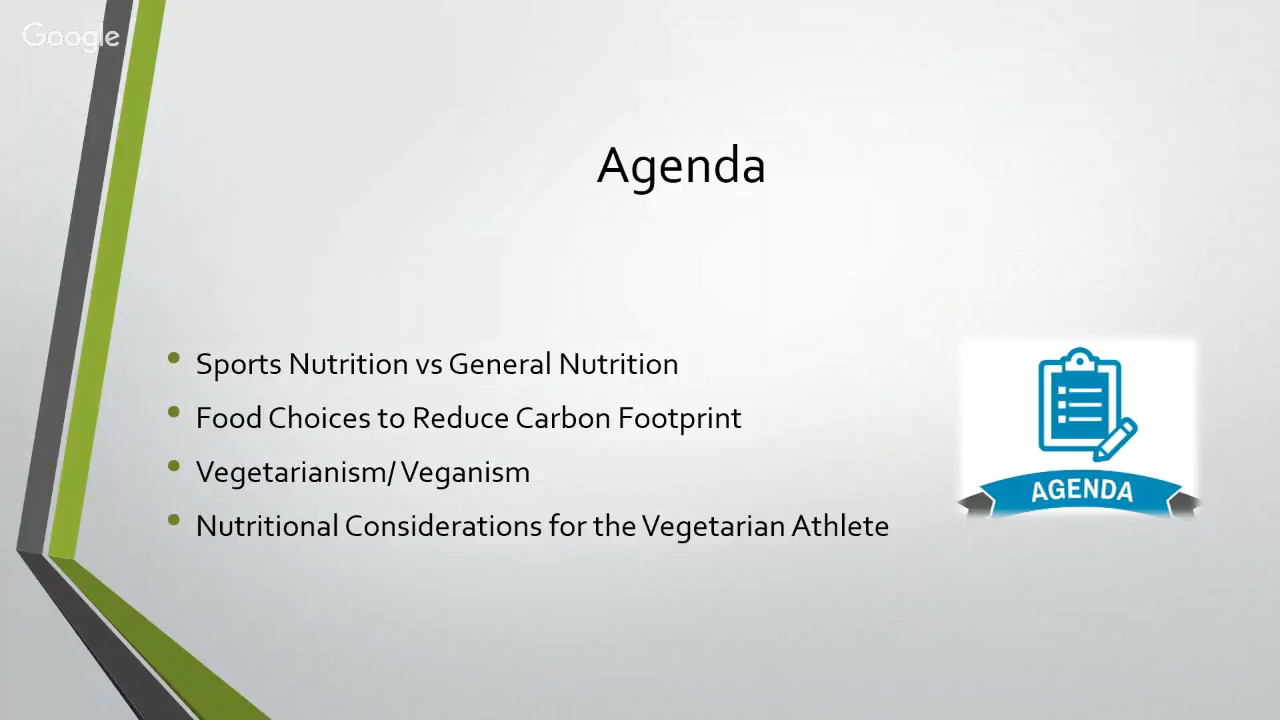 Google
Agenda
Sports Nutrition vs General Nutrition
Food Choices to Reduce Carbon Footprint
Vegetarianism/ Veganism
Nutritional Considerations for the Vegetarian Athlete
AGENDA